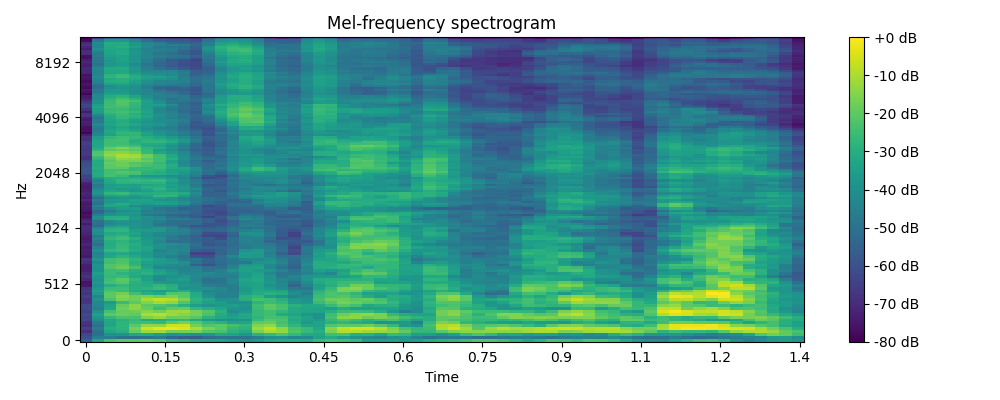 Mel-frequency spectrogram
Hz
8192
4096
2048
1024
512
0
0 0.15 0.3 0.45 0.6 0.75 0.9 1.1 1.2 1.4
Time
+0 dB
-10 dB
-20 dB
-30 dB
-40 dB
-50 dB
-60 dB
-70 dB
-80 dB